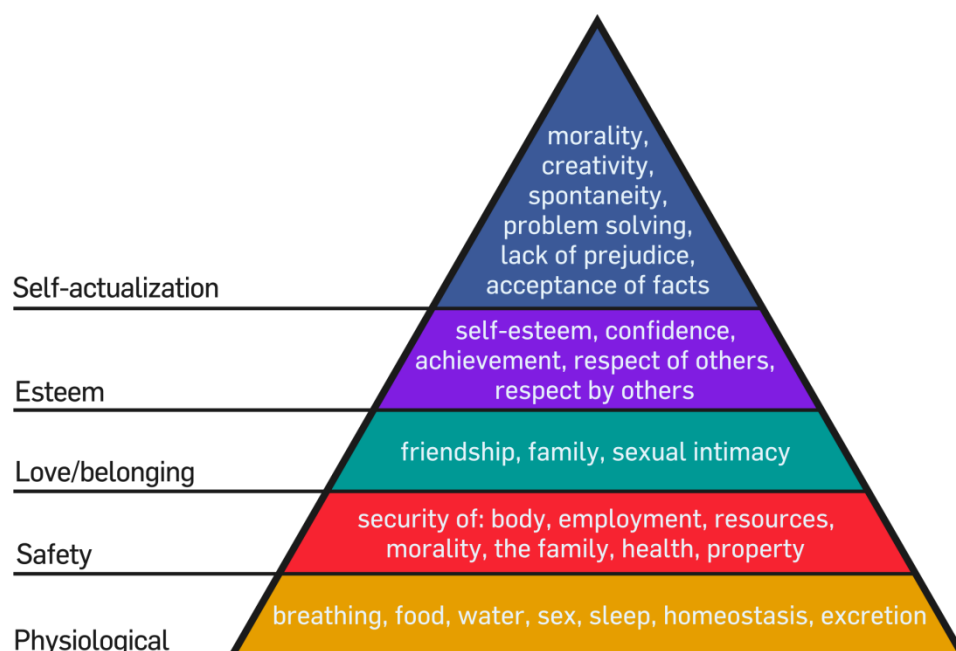 morality,
creativity,
spontaneity,
problem solving,
lack of prejudice,
acceptance of facts
Self-actualization
self-esteem, confidence,
achievement, respect of others,
respect by others
Esteem
friendship, family, sexual intimacy
Love/belonging
security of: body, employment, resources,
morality, the family, health, property
Safety
breathing, food, water, sex, sleep, homeostasis, excretion
Physiological